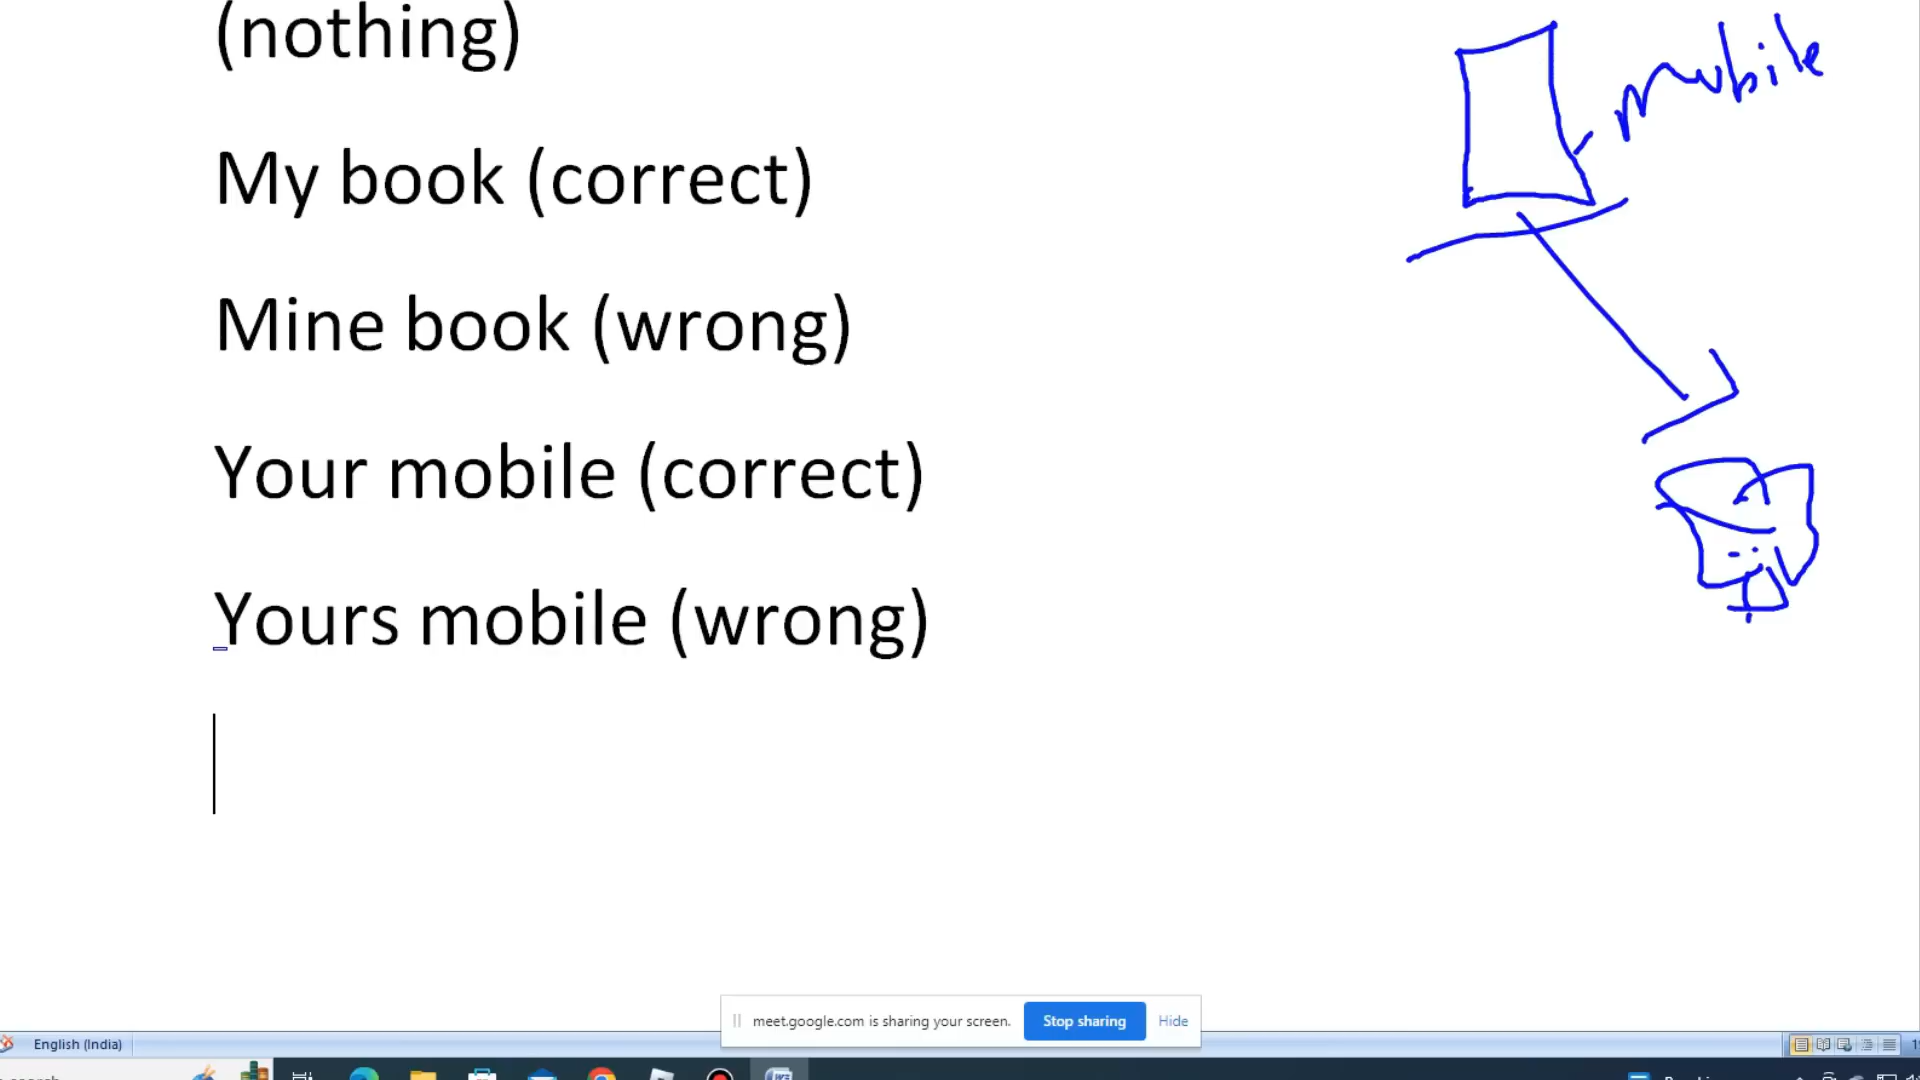 (nothing)
mobile
My book (correct)
Mine book (wrong)
Your mobile (correct)
Yours mobile (wrong)
meet.google.com is sharing your screen. Stop sharing Hide
English (India)